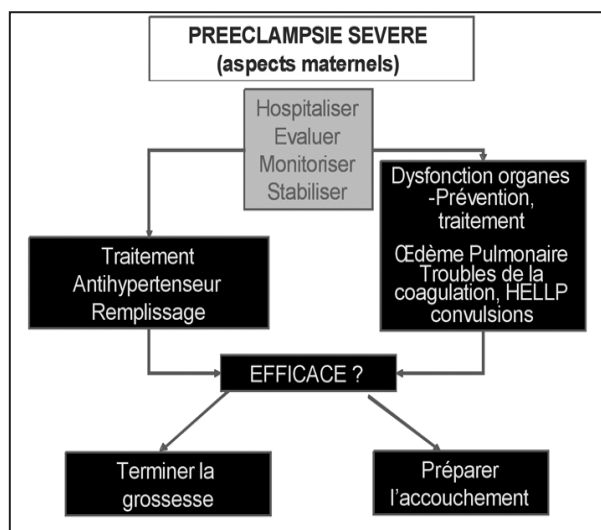 PREECLAMPSIE SEVERE
(aspects maternels)
Hospitaliser
Evaluer
Monitoriser
Stabiliser
Traitement
Antihypertenseur
Remplissage
Dysfonction organes
-Prévention,
traitement
Œdème Pulmonaire
Troubles de la
coagulation, HELLP
convulsions
EFFICACE ?
Terminer la
grossesse
Préparer
l'accouchement